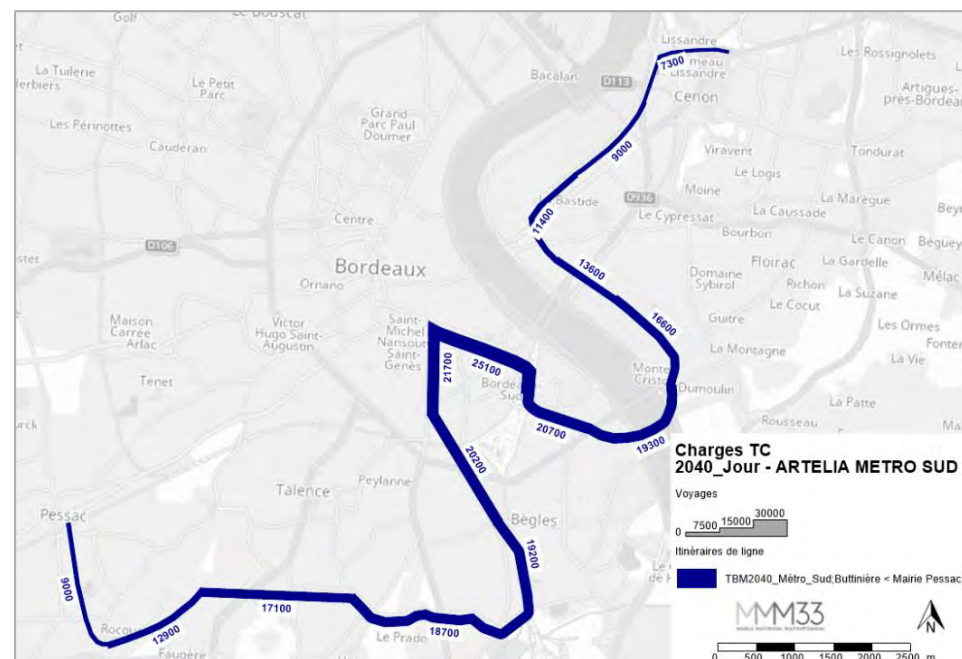 Golf
Le Bouscat
Lissandre
7300
Les Rossignolets
La Tuilerie
Le Petit
Parc
Bacalan
D113
Cenon
Artigues-
près-Bordea
Grand
Parc Paul
Doumer
Les Périnottes
Caudéran
9000
Viravent
Tondurat
Le Logis
Moine
La Bastide
D936
La Marègue
Centre
11400
Le Cypressat
La Caussade
Bourbon
D106
Le Canon
Béguey
Bordeaux
13600
Floirac
La Gardelle
Mélac
Ornano
Domaine
Sybirol
Richon
La Suzane
Le Cocut
Maison
Carrée
Arlac
Victor
Hugo Saint-
Augustin
Saint-
Michel
Nansouty
Saint-
Genès
16600
Guitre
Les Ormes
La Montagne
La Vie
21700
25100
Tenet
Bordeaux-
Sud
Monte
Cristo
Dumoulin
La Patte
20700
19300
Rousseau
20200
Talence
Peylanne
Pessac
Bègles
19200
9000
17100
12900
18700
Le Prado
Faugère
Charges TC
2040_Jour - ARTELIA METRO SUD
Voyages
0 7500 15000 30000
Itinéraires de ligne
TBM2040_Métro_Sud;Buttinière < Mairie Pessac
MMM33
N
0 500 1000 1500 2000 2500 m